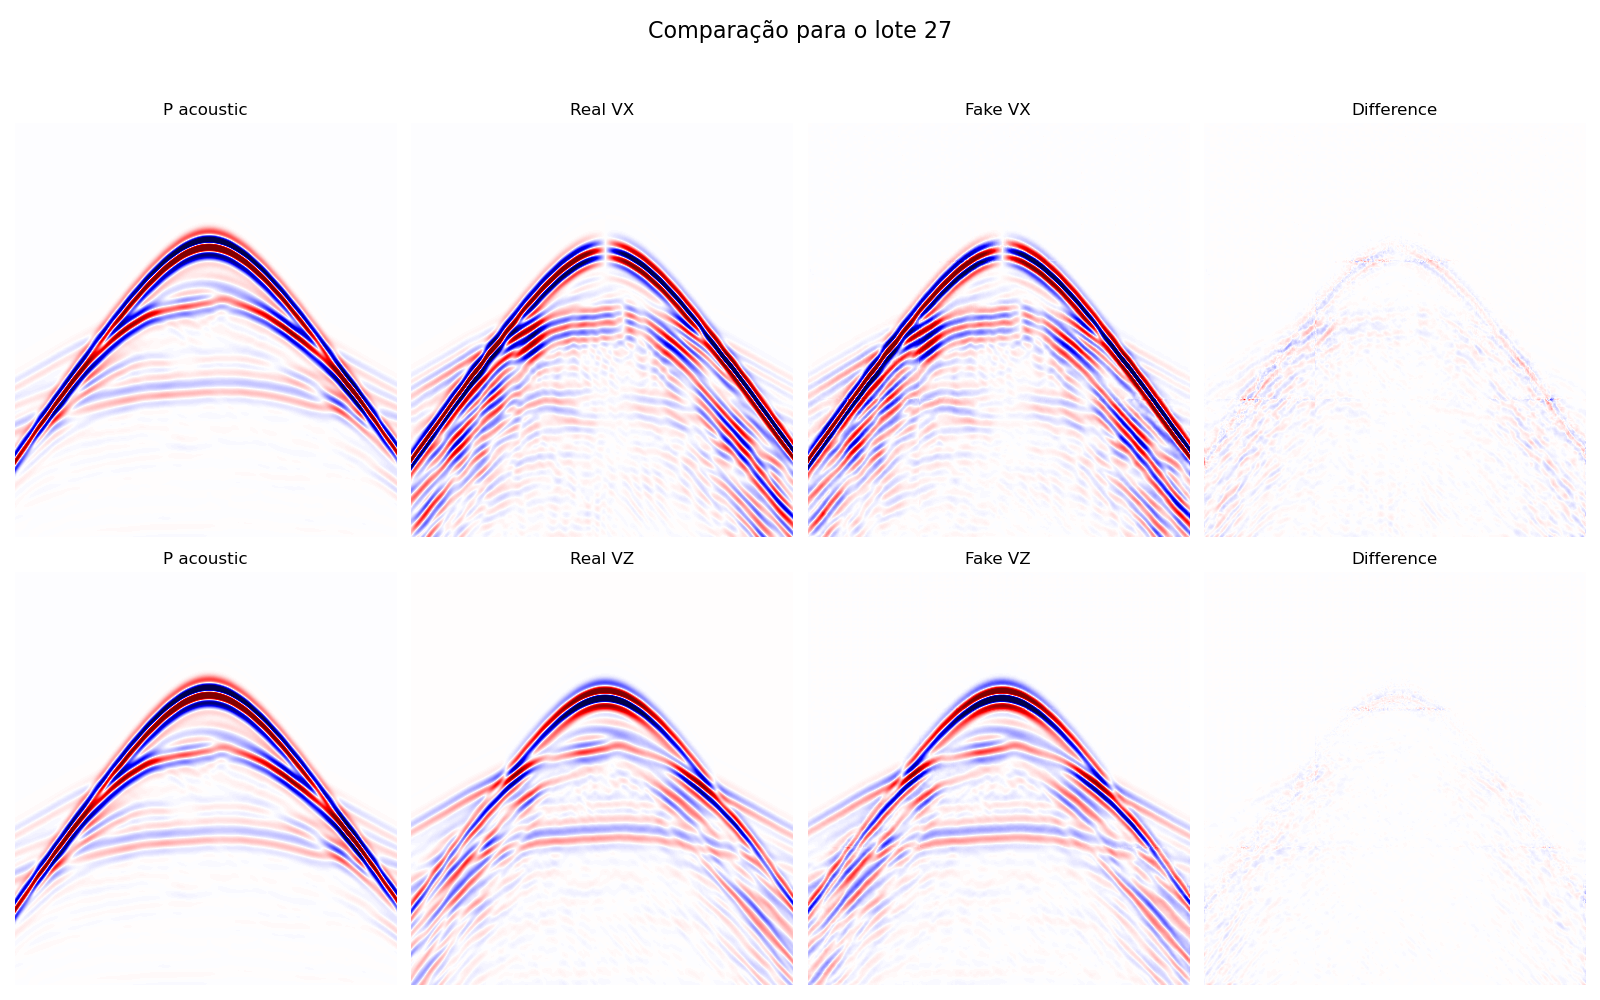 Comparação para o lote 27
P acoustic
Real VX
Fake VX
Difference
P acoustic
Real VZ
Fake VZ
Difference